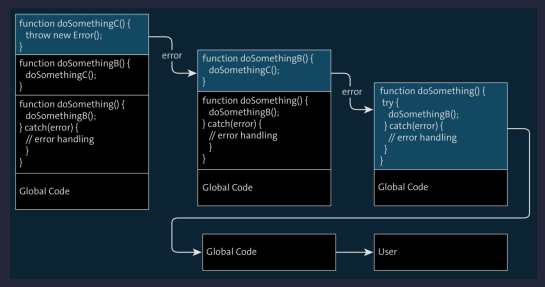 function doSomethingC() {
throw new Error();
}
function doSomethingB() {
doSomethingC();
}
function doSomething() {
doSomethingB();
} catch(error) {
// error handling
}
}
Global Code
error
function doSomethingB() {
doSomethingC();
}
function doSomething() {
doSomethingB();
} catch(error) {
// error handling
}
}
Global Code
error
function doSomething() {
try {
doSomethingB();
} catch(error) {
// error handling
}
}
Global Code
Global Code
User